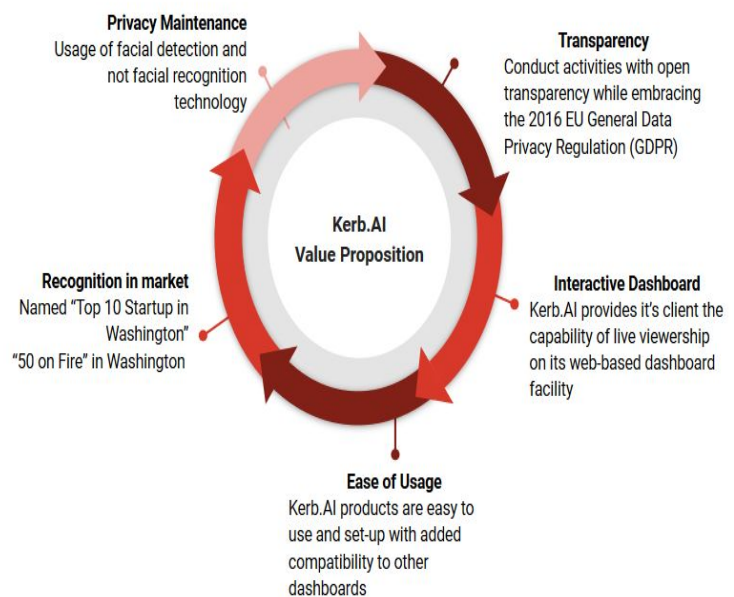 Privacy Maintenance
Usage of facial detection and
not facial recognition
technology
Transparency
Conduct activities with open
transparency while embracing
the 2016 EU General Data
Privacy Regulation (GDPR)
Kerb.AI
Value Proposition
Recognition in market
Named “Top 10 Startup in
Washington”
“50 on Fire” in Washington
Interactive Dashboard
Kerb.AI provides it's client the
capability of live viewership
on its web-based dashboard
facility
Ease of Usage
Kerb.AI products are easy to
use and set-up with added
compatibility to other
dashboards